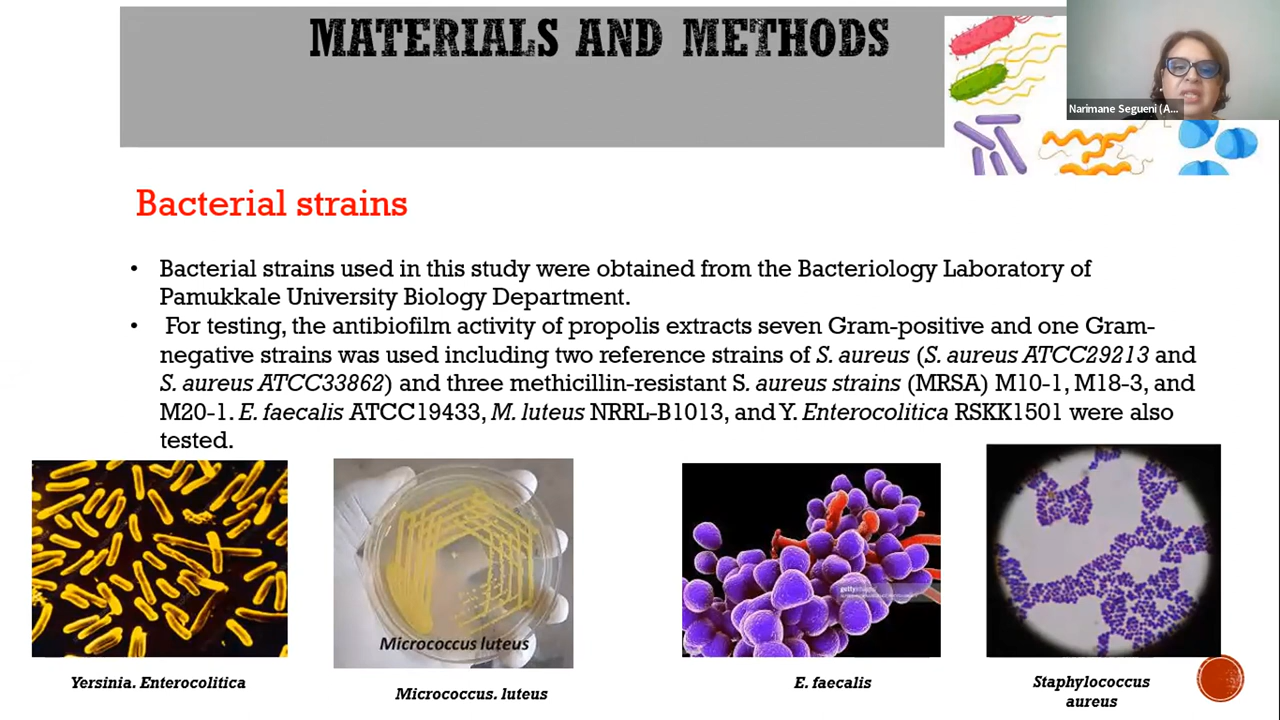 MATERIALS AND METHODS
Narimane Segueni (A...
Bacterial strains
• Bacterial strains used in this study were obtained from the Bacteriology Laboratory of
Pamukkale University Biology Department.
• For testing, the antibiofilm activity of propolis extracts seven Gram-positive and one Gram-
negative strains was used including two reference strains of S. aureus (S. aureus ATCC29213 and
S. aureus ATCC33862) and three methicillin-resistant S. aureus strains (MRSA) M10-1, M18-3, and
M20-1. E. faecalis ATCC19433, M. luteus NRRL-B1013, and Y. Enterocolitica RSKK1501 were also
tested.
Micrococcus luteus
Yersinia. Enterocolitica
Micrococcus. luteus
E. faecalis
Staphylococcus
aureus